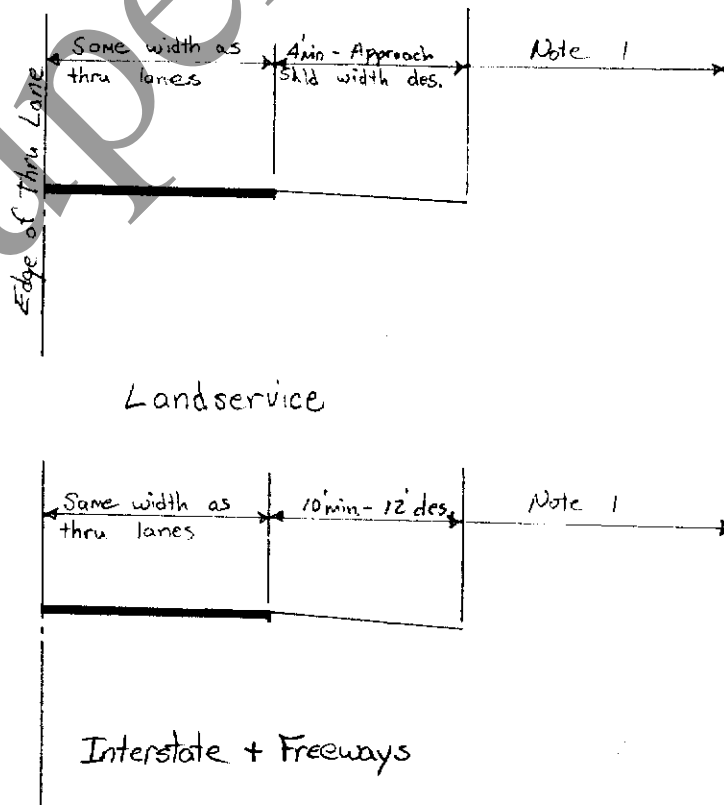 Same width as
thru lanes
4'min - Approach
Shld width des.
Note 1
Edge of Thru Lane
Landservice
Same width as
thru lanes
10'min - 12' des.
Note 1
Interstate + Freeways